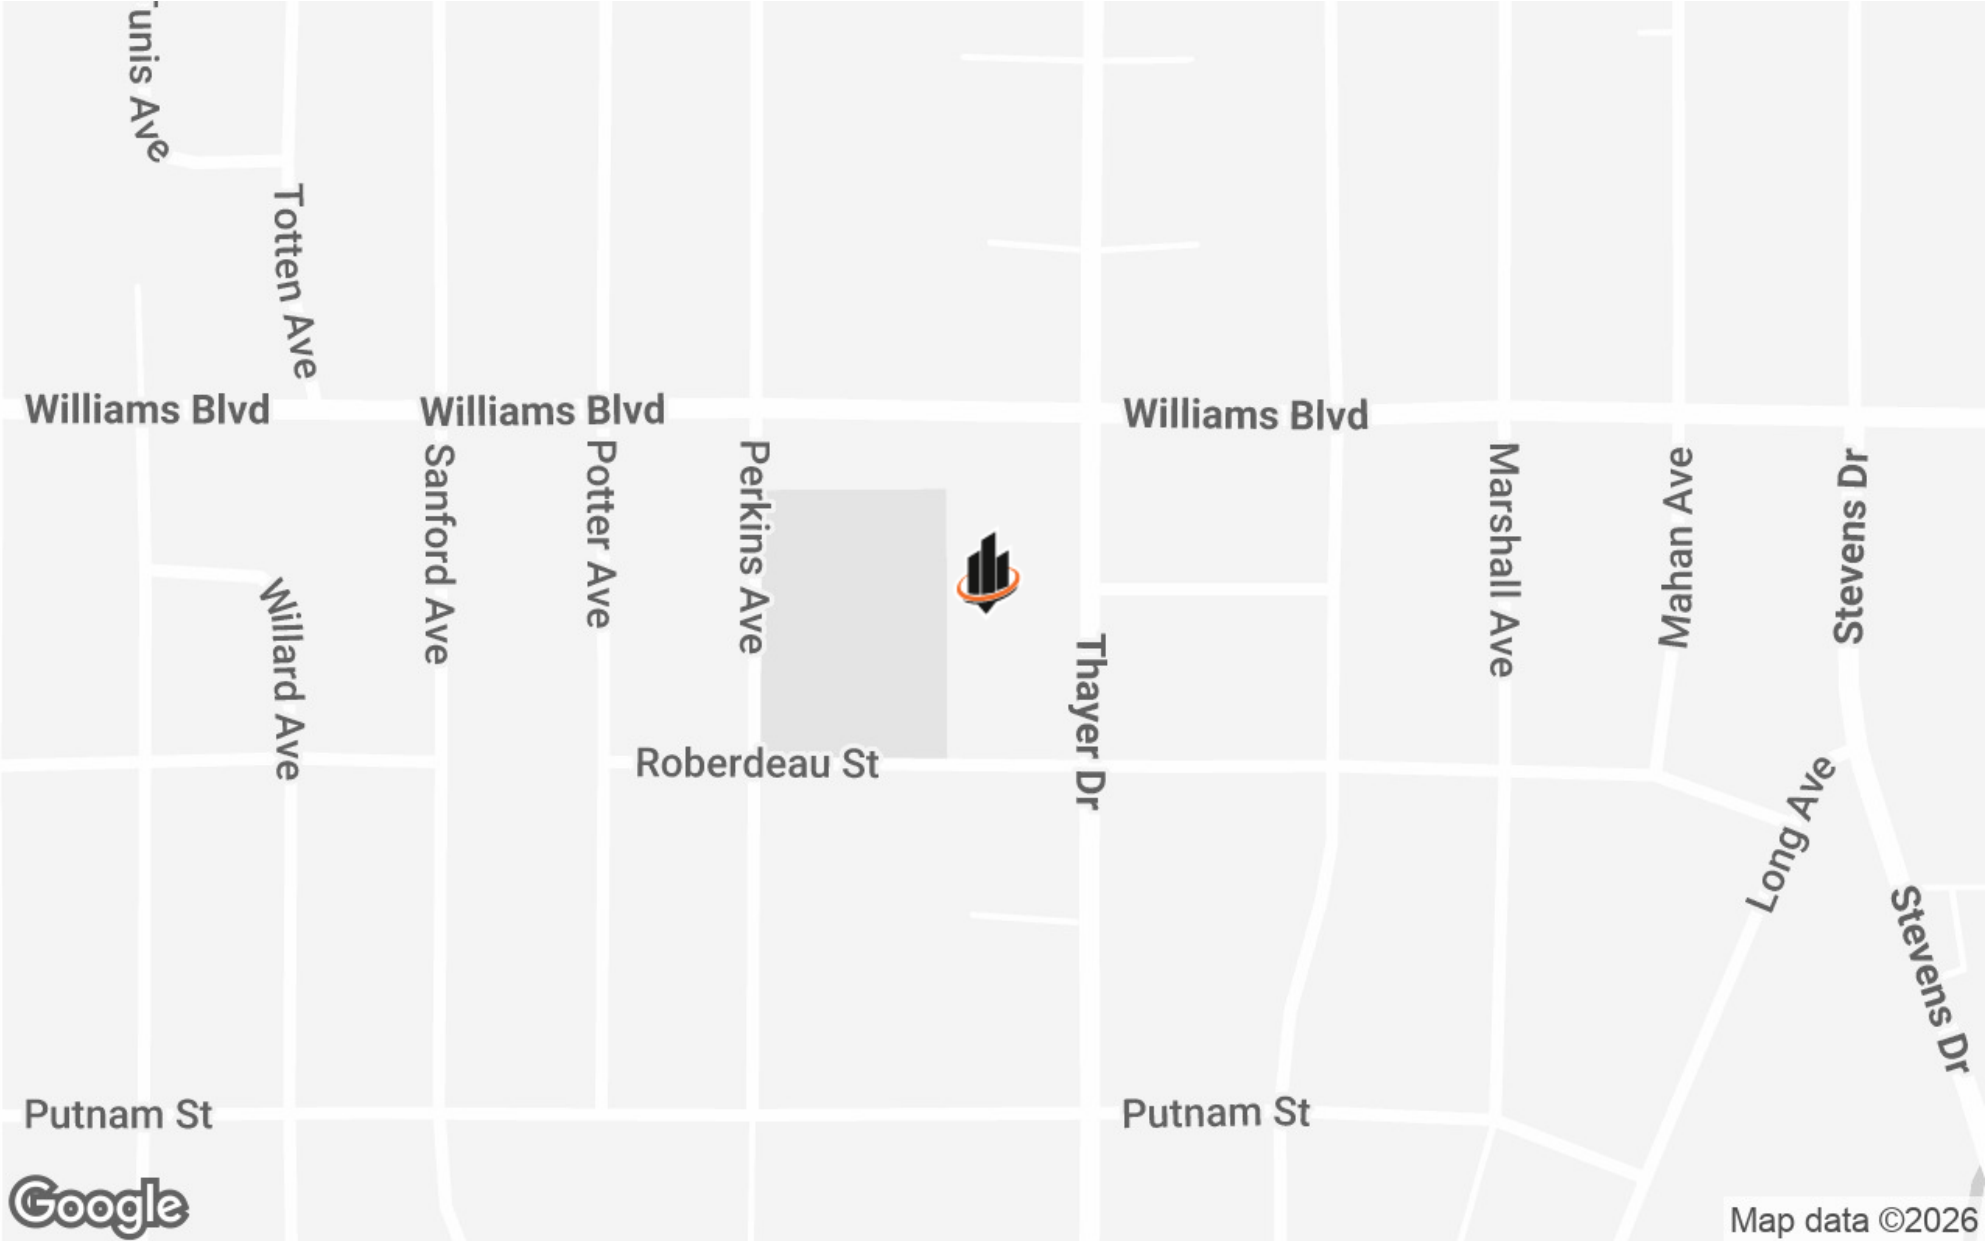 unis Ave
Totten Ave
Williams Blvd
Williams Blvd
Williams Blvd
Sanford Ave
Potter Ave
Perkins Ave
Marshall Ave
Mahan Ave
Stevens Dr
Willard Ave
Thayer Dr
Roberdeau St
Long Ave
Stevens Dr
Putnam St
Putnam St
Google
Map data ©2026